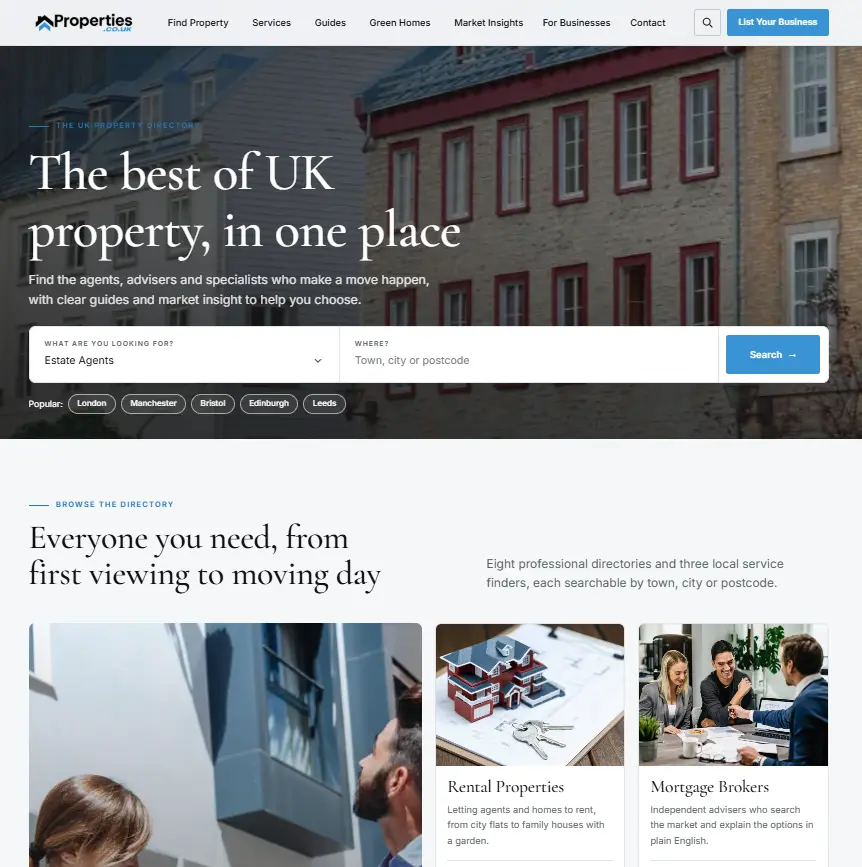 Properties
.CO.UK
Find Property
Services
Guides
Green Homes
Market Insights
For Businesses
Contact
List Your Business
THE UK PROPERTY DIRECTORY
The best of UK
property, in one place
Find the agents, advisers and specialists who make a move happen,
with clear guides and market insight to help you choose.
WHAT ARE YOU LOOKING FOR?
Estate Agents
WHERE?
Town, city or postcode
Search →
Popular:
London
Manchester
Bristol
Edinburgh
Leeds
BROWSE THE DIRECTORY
Everyone you need, from
first viewing to moving day
Eight professional directories and three local service
finders, each searchable by town, city or postcode.
Rental Properties
Letting agents and homes to rent,
from city flats to family houses with
a garden.
Mortgage Brokers
Independent advisers who search
the market and explain the options in
plain English.